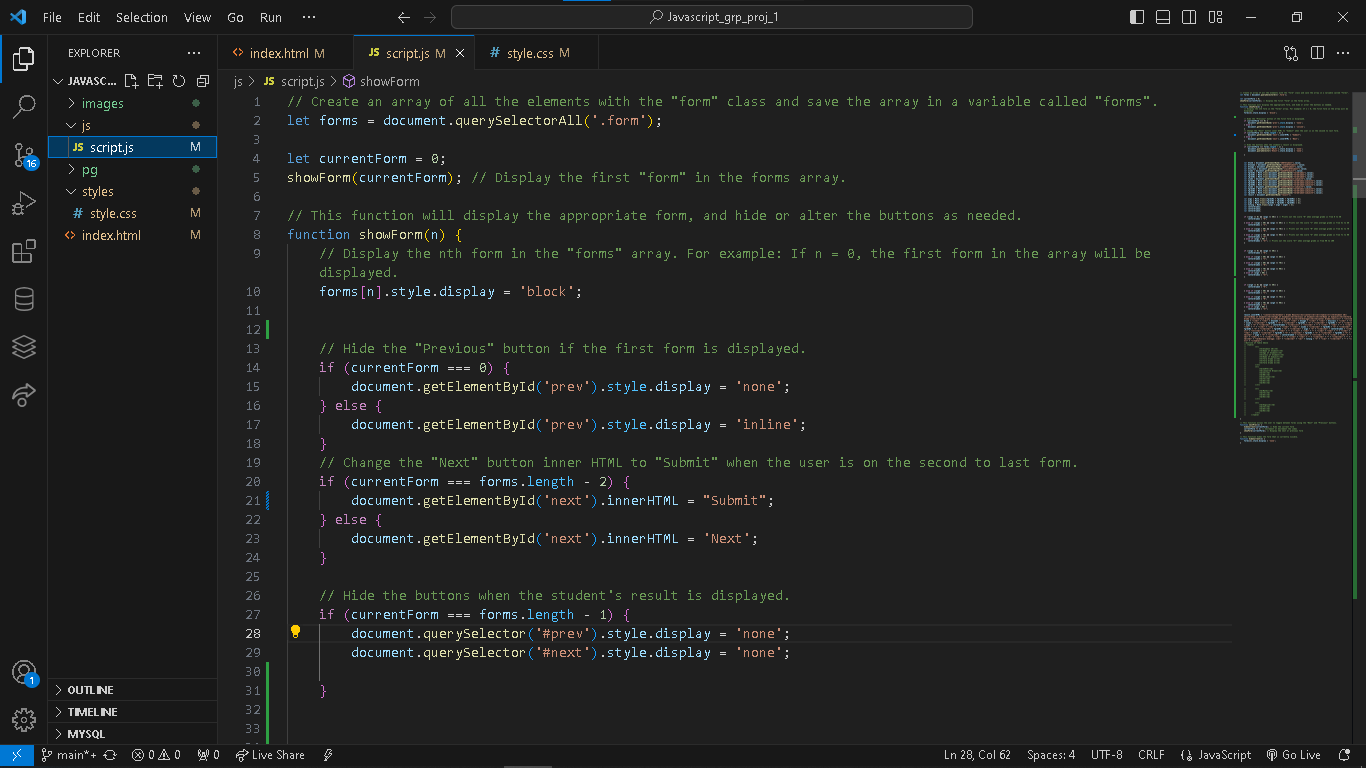 File Edit Selection View Go Run ··· Javascript_grp_proj_1
EXPLORER ···
JAVASC...
images
js
JS script.js M
pg
styles
# style.css M
<> index.html M
OUTLINE
TIMELINE
MYSQL
16
1
<> index.html M JS script.js M # style.css M
js > JS script.js > showForm
1 // Create an array of all the elements with the "form" class and save the array in a variable called "forms".
2 let forms = document.querySelectorAll('.form');
3
4 let currentForm = 0;
5 showForm(currentForm); // Display the first "form" in the forms array.
6
7 // This function will display the appropriate form, and hide or alter the buttons as needed.
8 function showForm(n) {
9 // Display the nth form in the "forms" array. For example: If n = 0, the first form in the array will be
displayed.
10 forms[n].style.display = 'block';
11
12
13 // Hide the "Previous" button if the first form is displayed.
14 if (currentForm === 0) {
15 document.getElementById('prev').style.display = 'none';
16 } else {
17 document.getElementById('prev').style.display = 'inline';
18 }
19 // Change the "Next" button inner HTML to "Submit" when the user is on the second to last form.
20 if (currentForm === forms.length - 2) {
21 document.getElementById('next').innerHTML = "Submit";
22 } else {
23 document.getElementById('next').innerHTML = 'Next';
24 }
25
26 // Hide the buttons when the student's result is displayed.
27 if (currentForm === forms.length - 1) {
28 document.querySelector('#prev').style.display = 'none';
29 document.querySelector('#next').style.display = 'none';
30
31 }
32
33
main*+ 0 0 0 Live Share Ln 28, Col 62 Spaces: 4 UTF-8 CRLF JavaScript Go Live